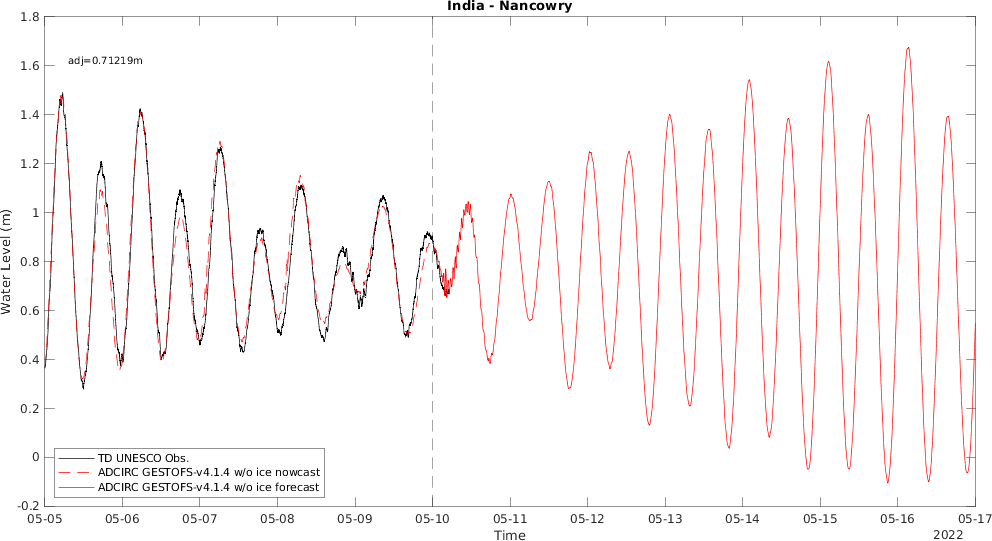 India - Nancowry
1.8
1.6
1.4
1.2
1
0.8
0.6
0.4
0.2
0
-0.2
Water Level (m)
adj=0.71219m
TD UNESCO Obs.
ADCIRC GESTOFS-v4.1.4 w/o ice nowcast
ADCIRC GESTOFS-v4.1.4 w/o ice forecast
05-05 05-06 05-07 05-08 05-09 05-10 05-11 05-12 05-13 05-14 05-15 05-16 05-17
Time
2022